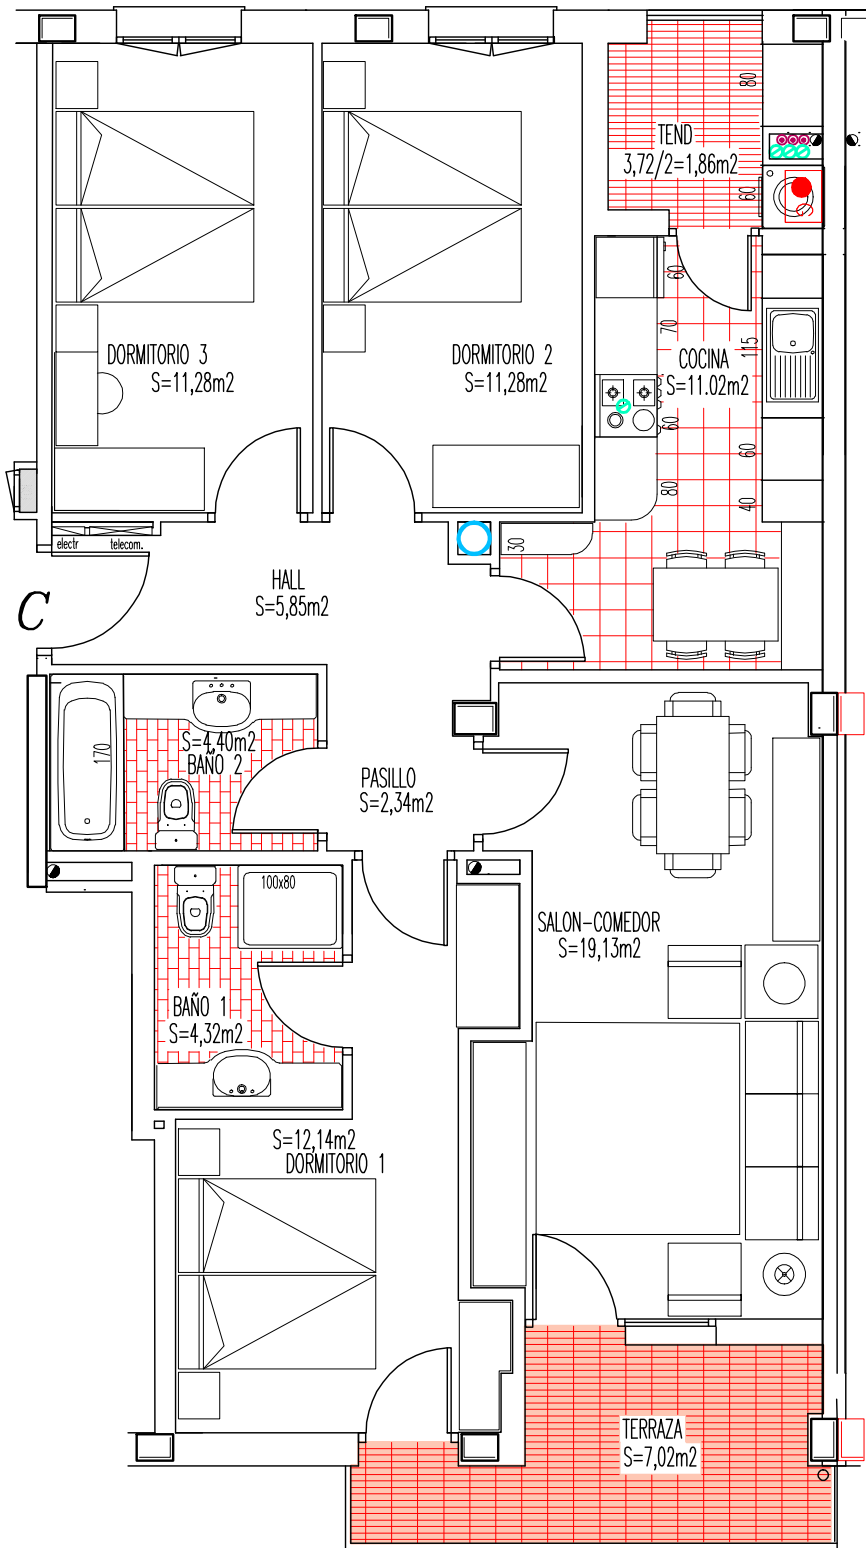 80
TEND
3,72/2=1,86m2
60
60
70
DORMITORIO 3
S=11,28m2
DORMITORIO 2
S=11,28m2
COCINA
S=11.02m2
115
60
60
80
40
30
electr
telecom.
HALL
S=5,85m2
C
S=4,40m2
BAÑO 2
170
PASILLO
S=2,34m2
100x80
SALON-COMEDOR
S=19,13m2
BAÑO 1
S=4,32m2
S=12,14m2
DORMITORIO 1
TERRAZA
S=7,02m2